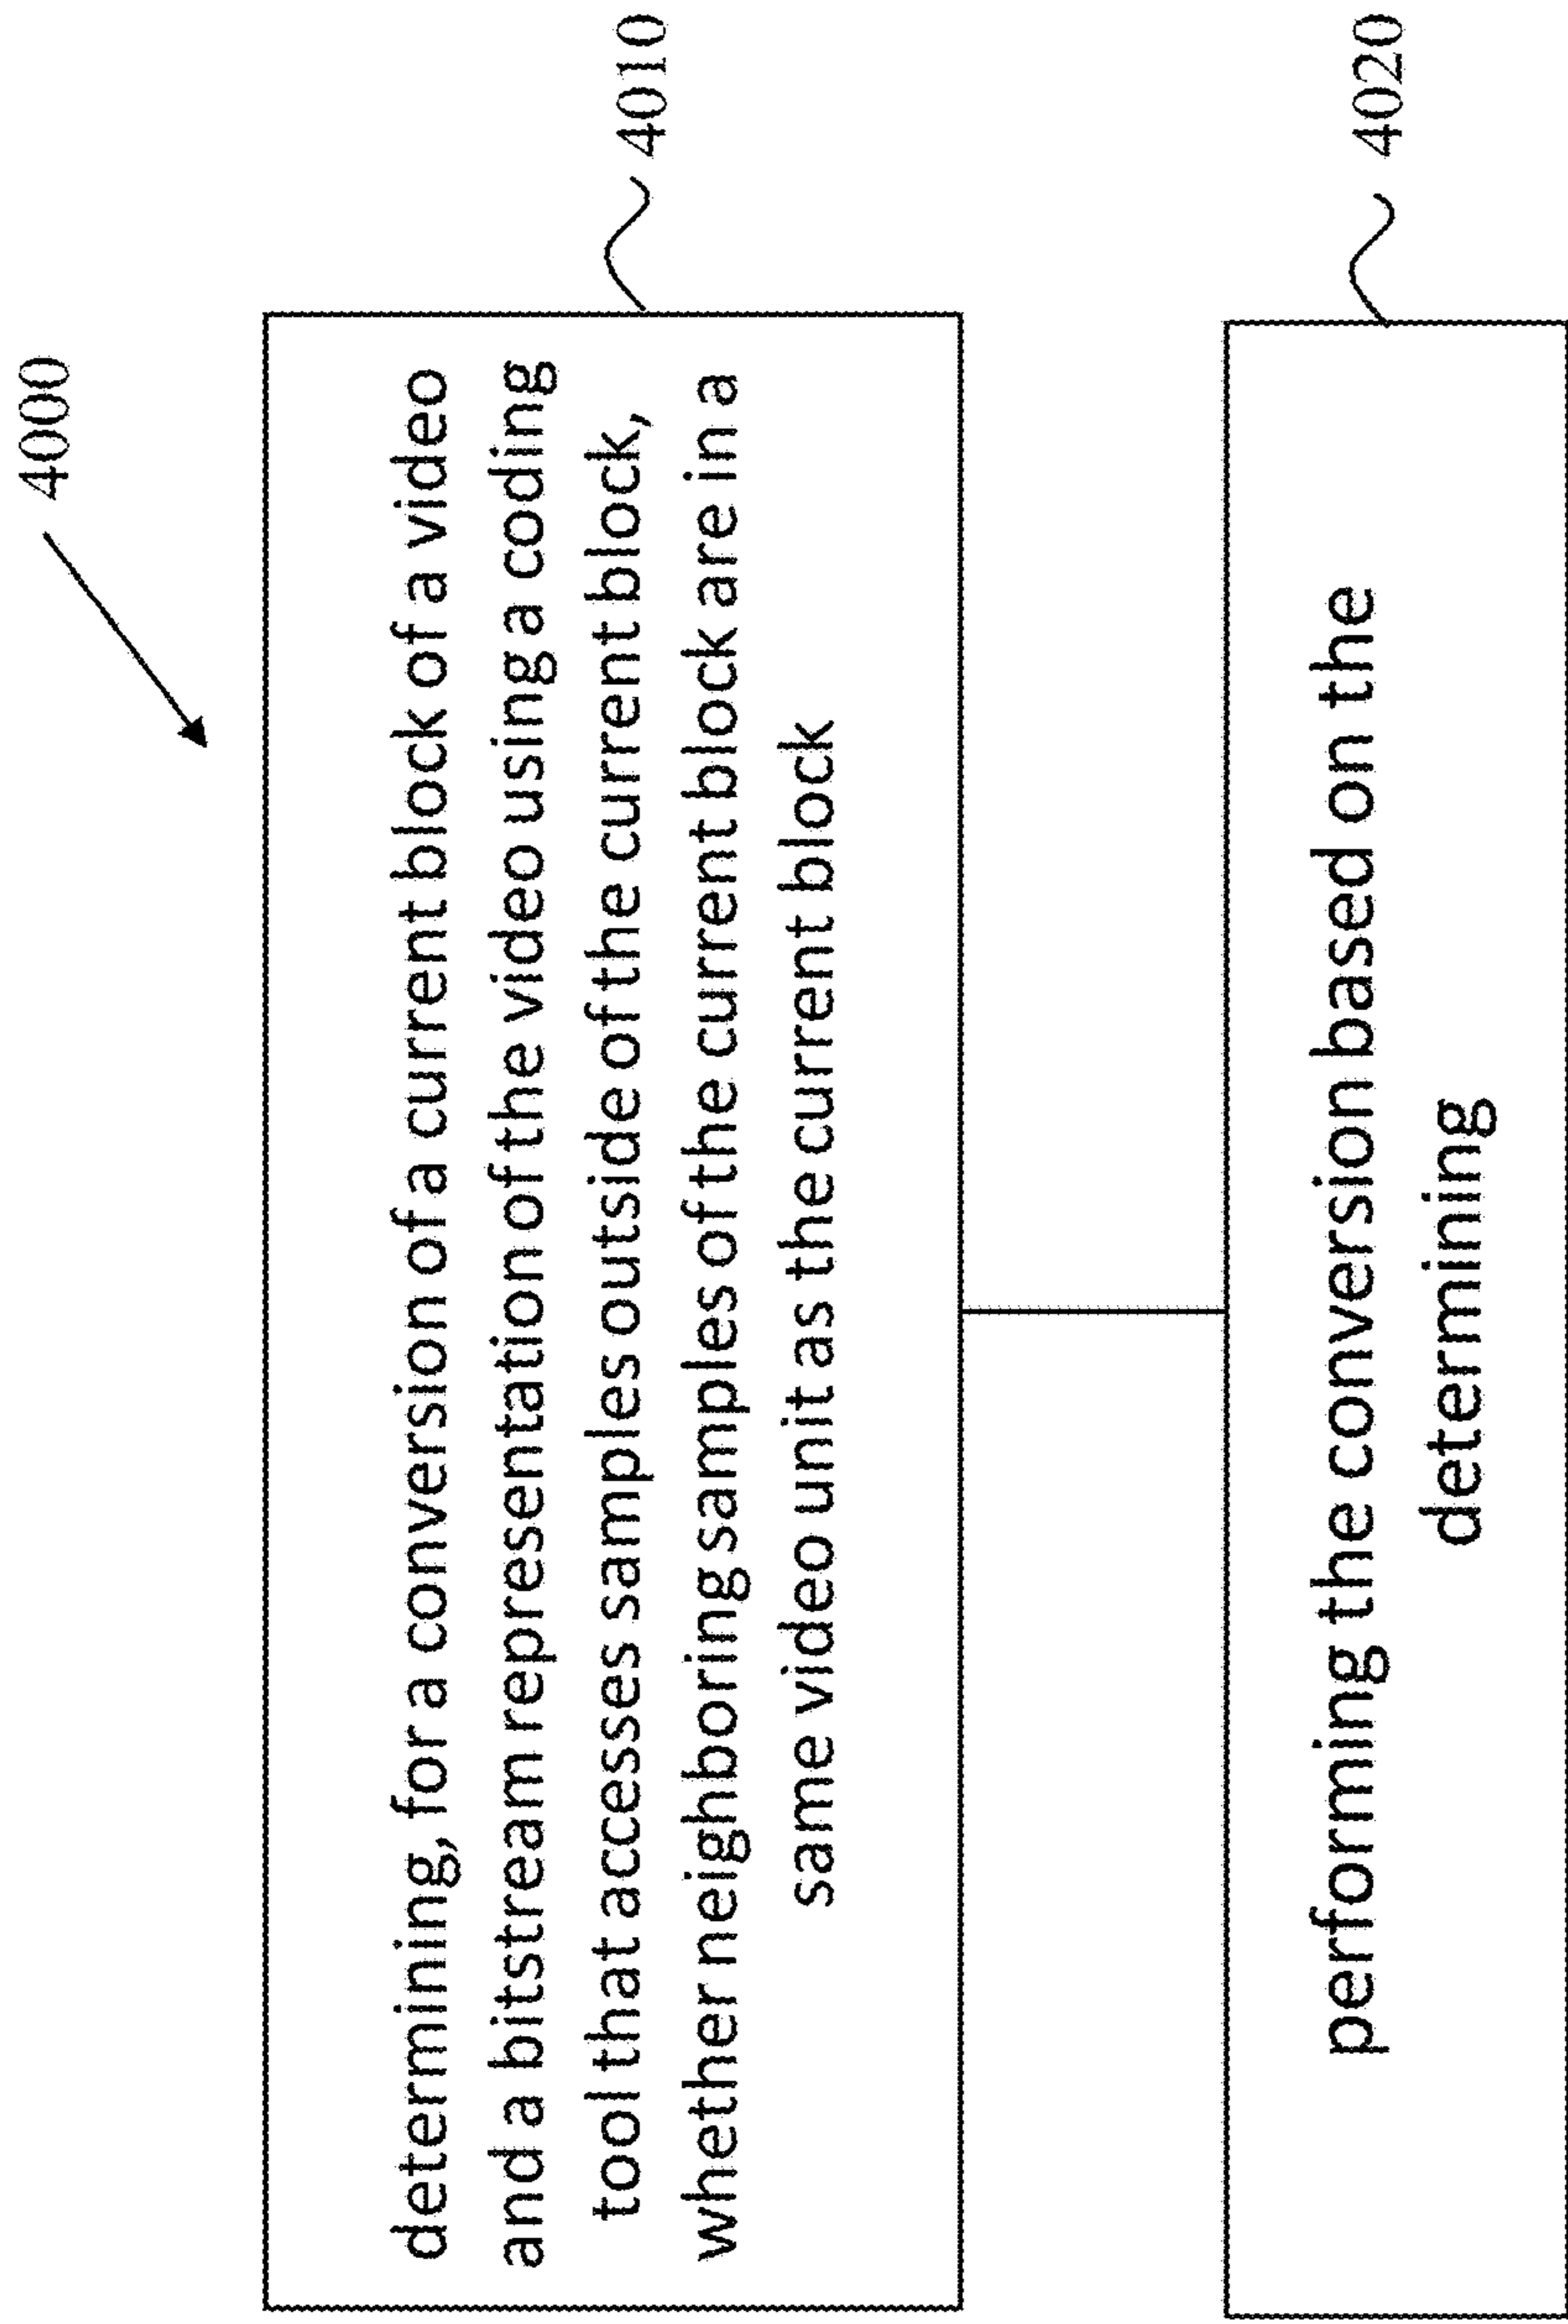 4000
determining, for a conversion of a current block of a video
and a bitstream representation of the video using a coding
tool that accesses samples outside of the current block,
whether neighboring samples of the current block are in a
same video unit as the current block
4010
performing the conversion based on the
determining
4020